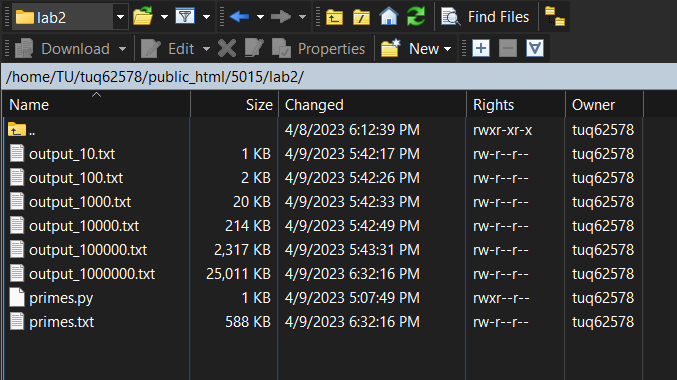 lab2 Find Files
Download Edit Properties New
/home/TU/tuq62578/public_html/5015/lab2/
Name Size Changed Rights Owner
.. 4/8/2023 6:12:39 PM rwxr-xr-x tuq62578
output_10.txt 1 KB 4/9/2023 5:42:17 PM rw-r--r-- tuq62578
output_100.txt 2 KB 4/9/2023 5:42:26 PM rw-r--r-- tuq62578
output_1000.txt 20 KB 4/9/2023 5:42:33 PM rw-r--r-- tuq62578
output_10000.txt 214 KB 4/9/2023 5:42:49 PM rw-r--r-- tuq62578
output_100000.txt 2,317 KB 4/9/2023 5:43:31 PM rw-r--r-- tuq62578
output_1000000.txt 25,011 KB 4/9/2023 6:32:16 PM rw-r--r-- tuq62578
primes.py 1 KB 4/9/2023 5:07:49 PM rwxr--r-- tuq62578
primes.txt 588 KB 4/9/2023 6:32:16 PM rw-r--r-- tuq62578